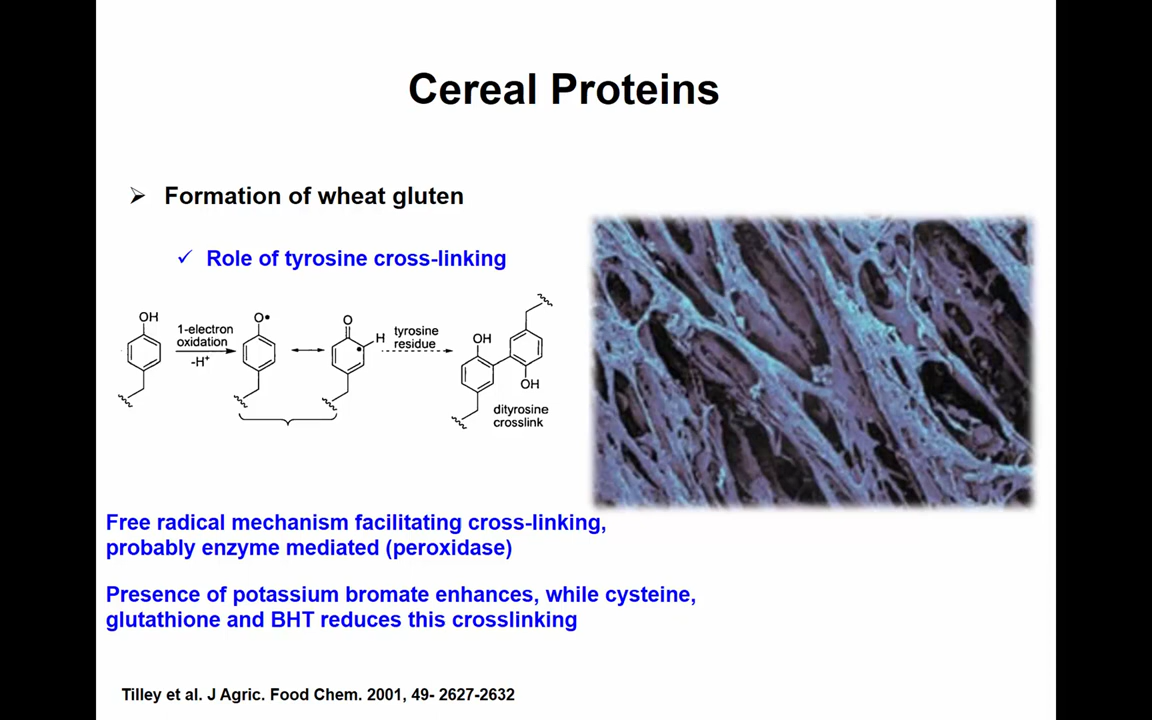 Cereal Proteins
Formation of wheat gluten
Role of tyrosine cross-linking
OH
1-electron
oxidation
-H+
O•
O
H
tyrosine
residue
OH
OH
dityrosine
crosslink
Free radical mechanism facilitating cross-linking,
probably enzyme mediated (peroxidase)
Presence of potassium bromate enhances, while cysteine,
glutathione and BHT reduces this crosslinking
Tilley et al. J Agric. Food Chem. 2001, 49- 2627-2632